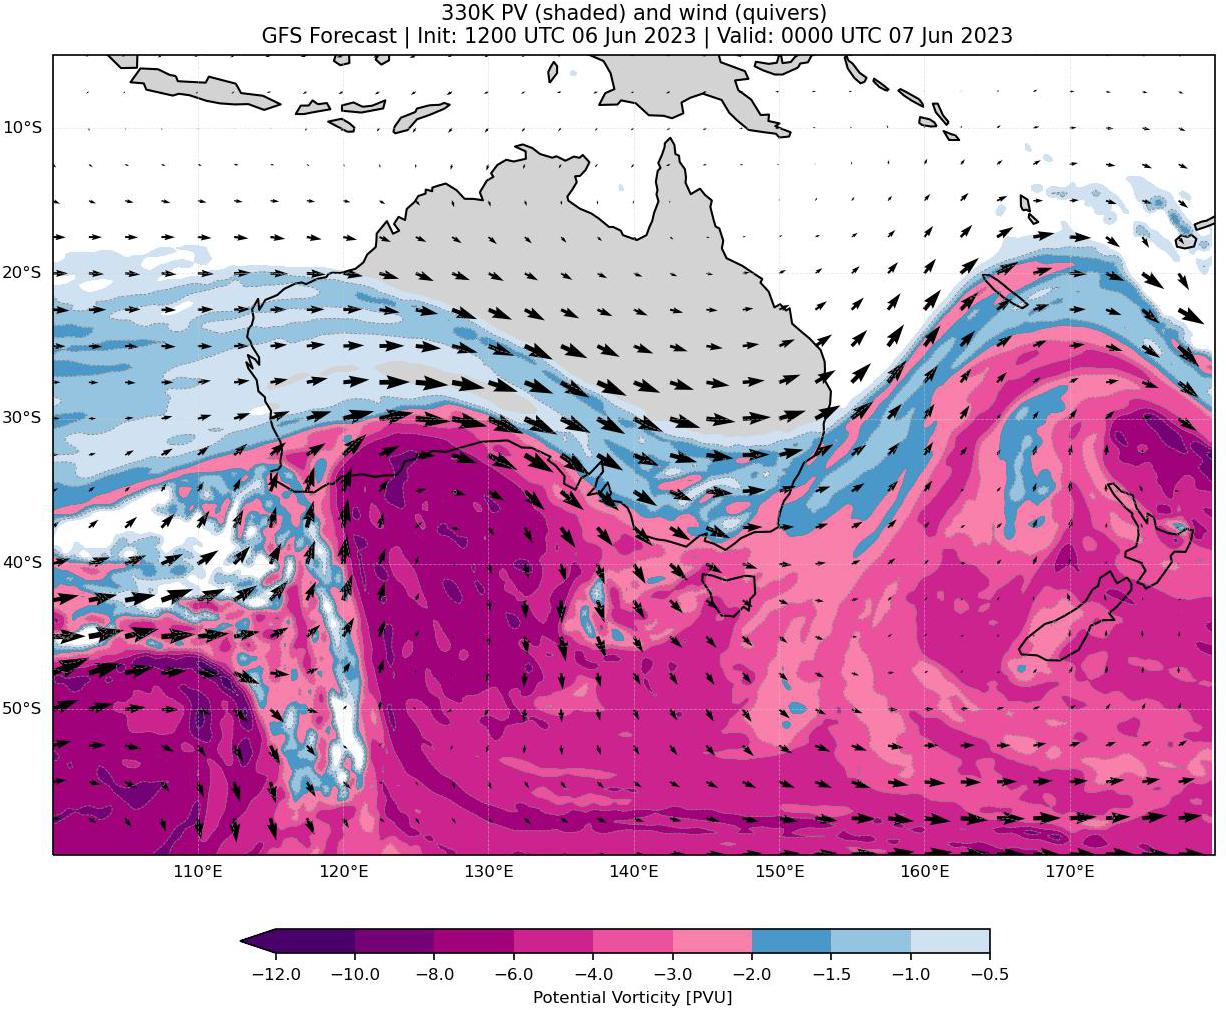 330K PV (shaded) and wind (quivers)
GFS Forecast | Init: 1200 UTC 06 Jun 2023 | Valid: 0000 UTC 07 Jun 2023
10°S
20°S
30°S
40°S
50°S
110°E 120°E 130°E 140°E 150°E 160°E 170°E
−12.0 −10.0 −8.0 −6.0 −4.0 −3.0 −2.0 −1.5 −1.0 −0.5
Potential Vorticity [PVU]